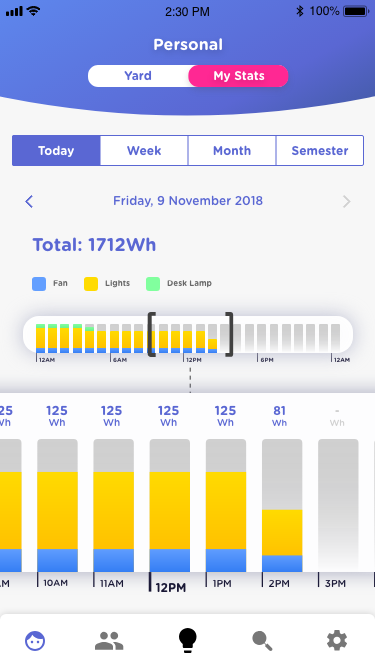 2:30 PM 100%
Personal
Yard My Stats
Today Week Month Semester
Friday, 9 November 2018
Total: 1712Wh
Fan Lights Desk Lamp
12AM 6AM 12PM 6PM 12AM
25 125 125 125 125 81 -
Wh Wh Wh Wh Wh Wh Wh
AM 10AM 11AM 12PM 1PM 2PM 3PM